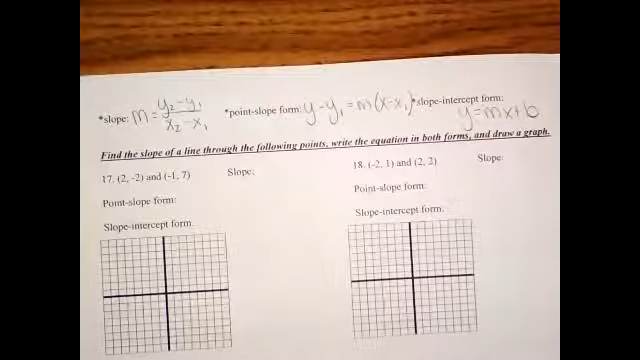 *slope: m = y₂ - y₁ / x₂ - x₁ *point-slope form: y - y₁ = m(x - x₁) *slope-intercept form: y = mx + b
Find the slope of a line through the following points, write the equation in both forms, and draw a graph.
17. (2, -2) and (-1, 7) Slope:
Point-slope form:
Slope-intercept form:
18. (-2, 1) and (2, 2) Slope:
Point-slope form:
Slope-intercept form: